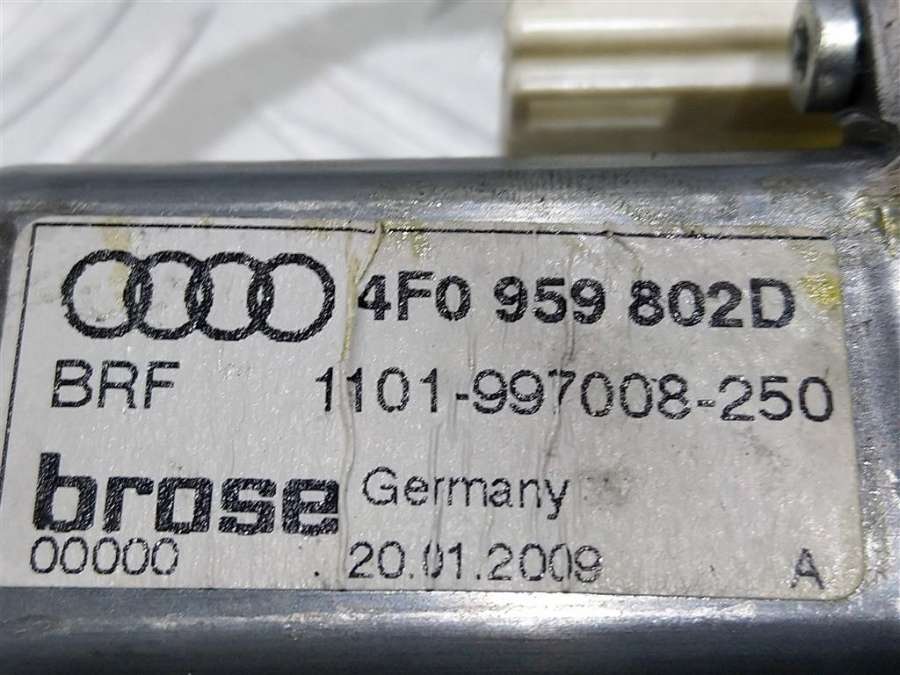 4F0 959 802D
BRF 1101-997008-250
brose Germany
00000 20.01.2009 A